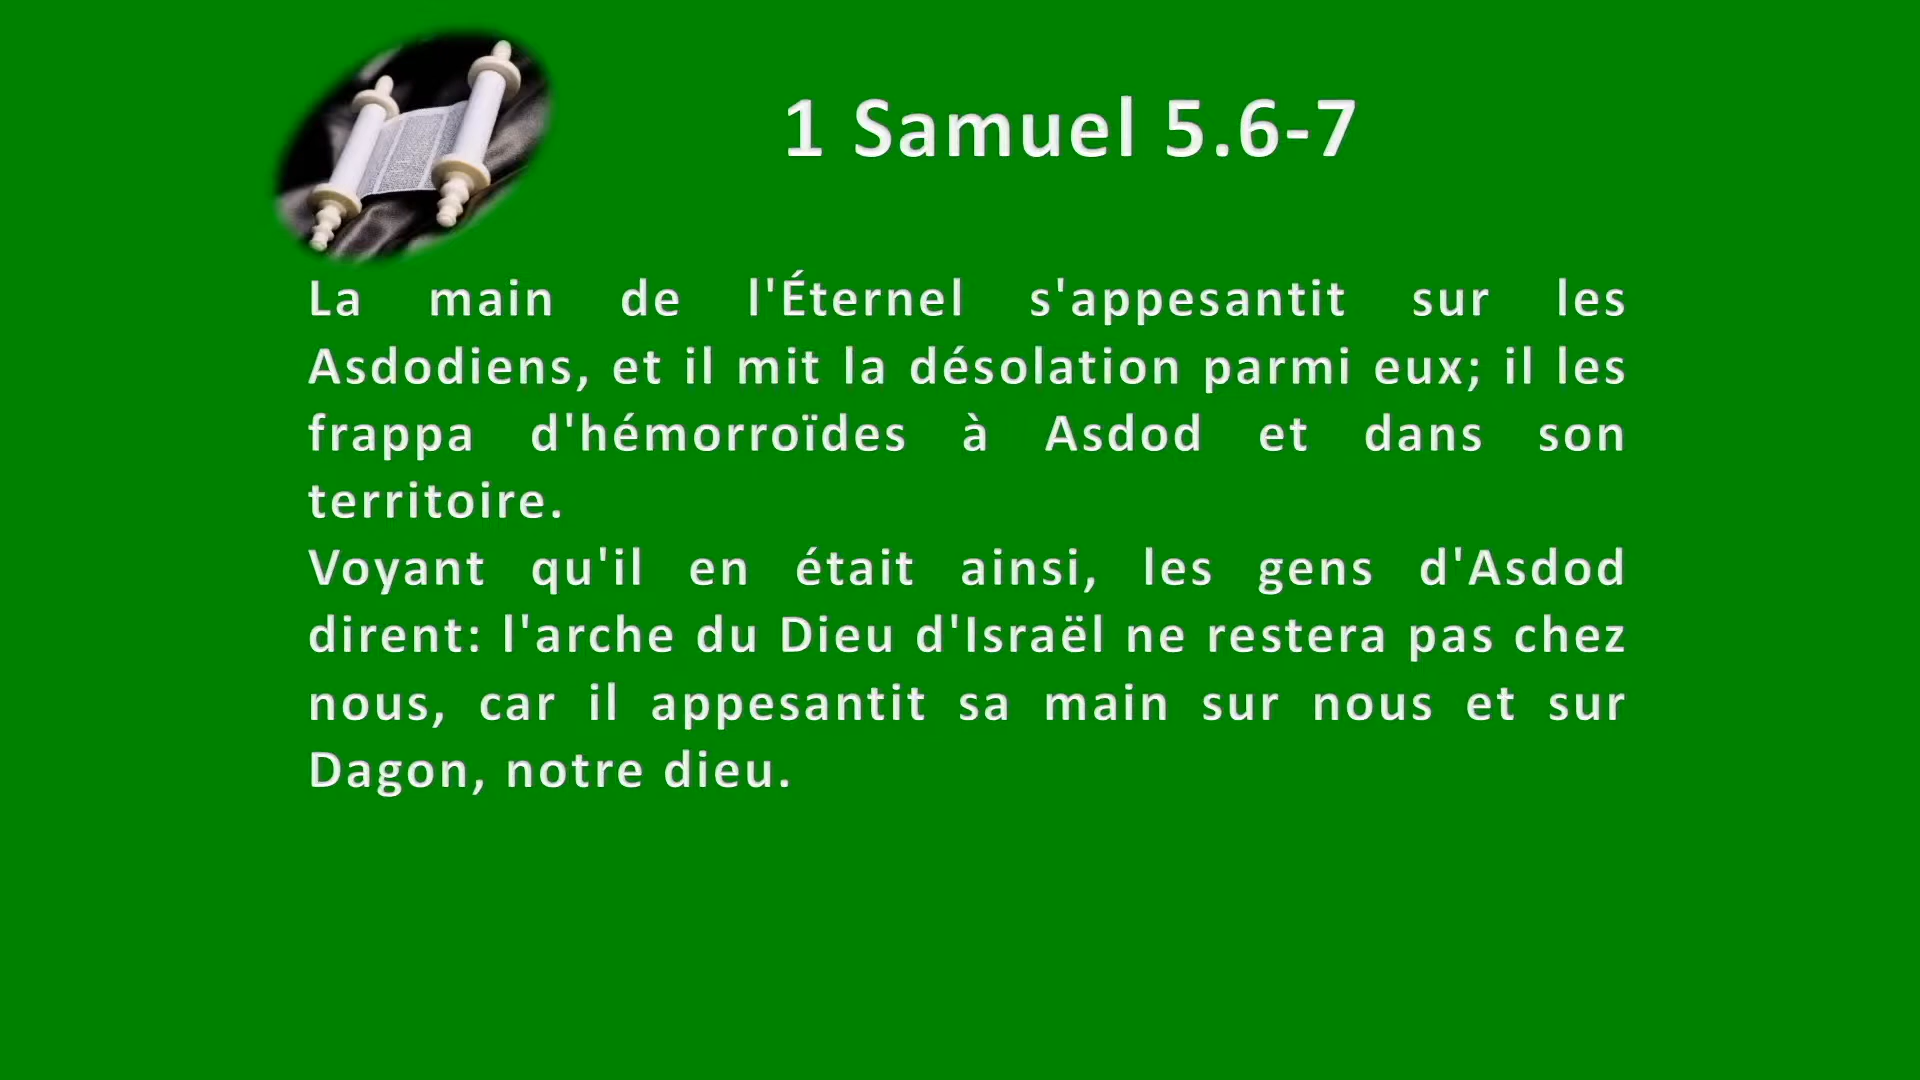 1 Samuel 5.6-7
La main de l'Éternel s'appesantit sur les
Asdodiens, et il mit la désolation parmi eux; il les
frappa d'hémorroïdes à Asdod et dans son
territoire.
Voyant qu'il en était ainsi, les gens d'Asdod
dirent: l'arche du Dieu d'Israël ne restera pas chez
nous, car il appesantit sa main sur nous et sur
Dagon, notre dieu.